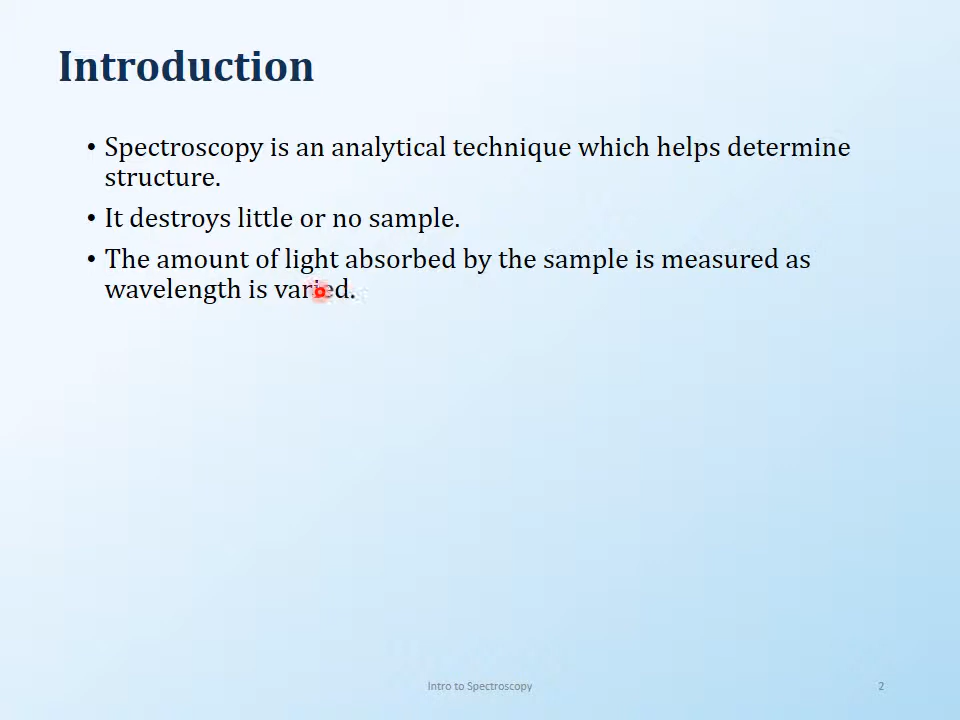 Introduction
• Spectroscopy is an analytical technique which helps determine
structure.
• It destroys little or no sample.
• The amount of light absorbed by the sample is measured as
wavelength is varied.
Intro to Spectroscopy
2